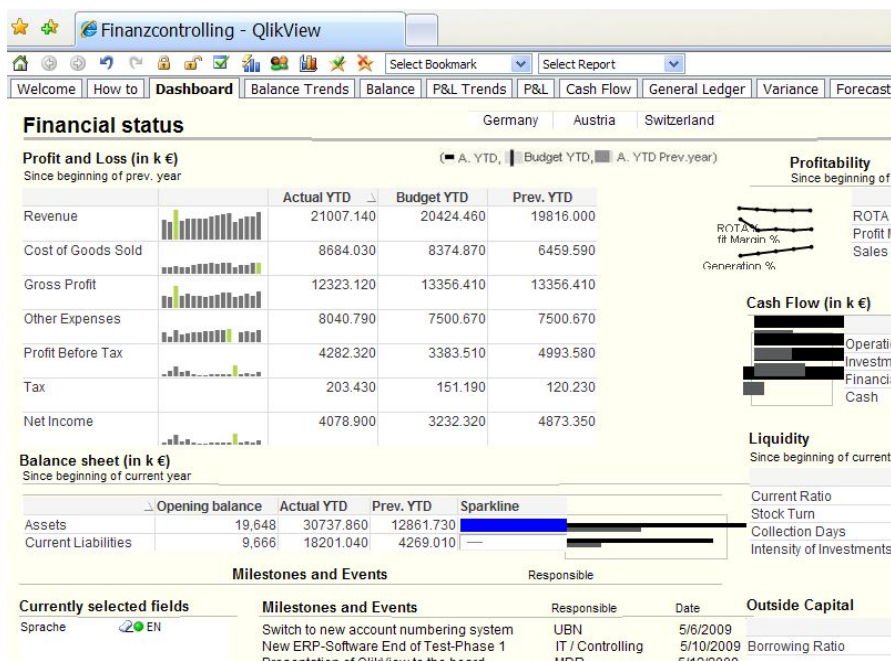 Finanzcontrolling - QlikView
Select Bookmark Select Report
Welcome How to Dashboard Balance Trends Balance P&L Trends P&L Cash Flow General Ledger Variance Forecast
Financial status Germany Austria Switzerland
Profit and Loss (in k €) ( A. YTD, Budget YTD, A. YTD Prev.year) Profitability
Since beginning of prev. year Since beginning of
Actual YTD Budget YTD Prev. YTD
Revenue 21007.140 20424.460 19816.000 ROTA
ROTA %
fit Margin % Profit
Cost of Goods Sold 8684.030 8374.870 6459.590 Sales
Generation %
Gross Profit 12323.120 13356.410 13356.410
Cash Flow (in k €)
Other Expenses 8040.790 7500.670 7500.670
Profit Before Tax 4282.320 3383.510 4993.580
Tax 203.430 151.190 120.230
Cash
Net Income 4078.900 3232.320 4873.350
Liquidity
Balance sheet (in k €) Since beginning of current
Since beginning of current year
Opening balance Actual YTD Prev. YTD Sparkline
Current Ratio
Stock Turn
Assets 19,648 30737.860 12861.730 Collection Days
Current Liabilities 9,666 18201.040 4269.010 — Intensity of Investments
Milestones and Events Responsible
Currently selected fields Milestones and Events Responsible Date Outside Capital
Sprache EN Switch to new account numbering system UBN 5/6/2009
New ERP-Software End of Test-Phase 1 IT / Controlling 5/10/2009 Borrowing Ratio